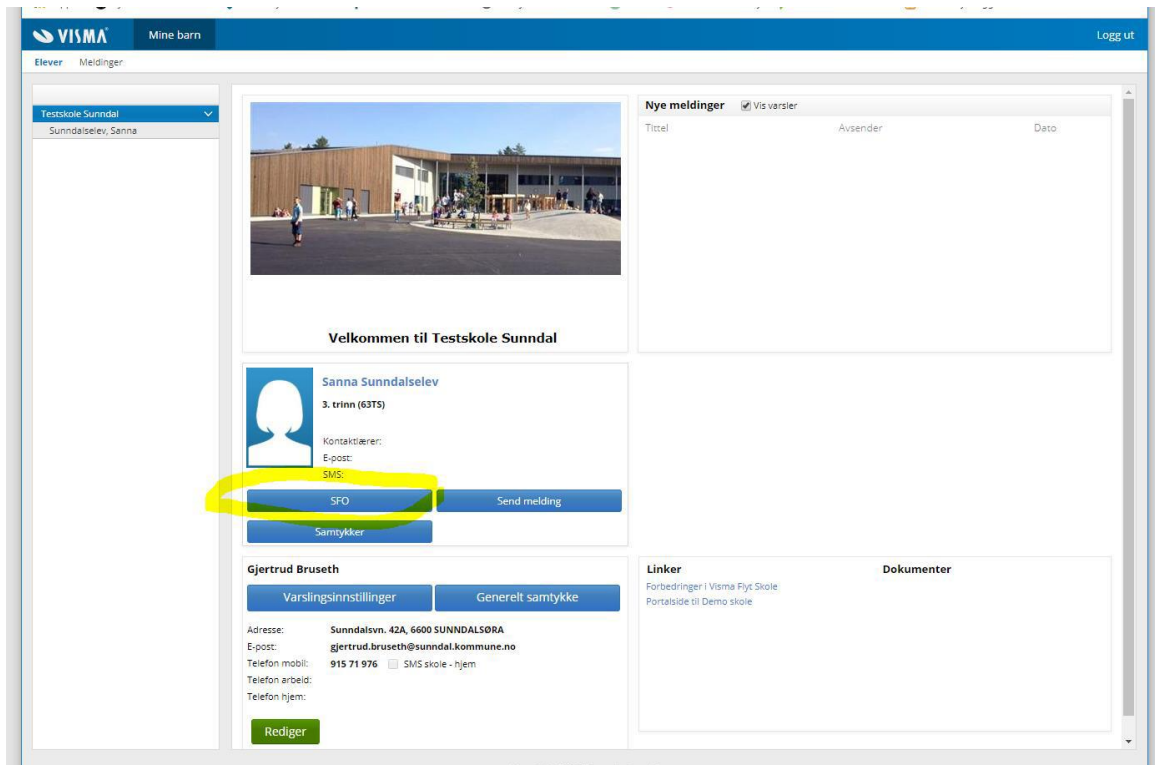 VISMA
Mine barn
Logg ut
Elever Meldinger
Testskole Sunndal
Sunndalselev, Sanna
Velkommen til Testskole Sunndal
Nye meldinger Vis varsler
Tittel Avsender Dato
Sanna Sunndalselev
3. trinn (63TS)
Kontaktlærer:
E-post:
SMS:
SFO
Send melding
Samtykker
Gjertrud Bruseth
Varslingsinnstillinger
Generelt samtykke
Adresse: Sunndalsvn. 42A, 6600 SUNNDALSØRA
E-post: gjertrud.bruseth@sunndal.kommune.no
Telefon mobil: 915 71 976 SMS skole - hjem
Telefon arbeid:
Telefon hjem:
Rediger
Linker Dokumenter
Forbedringer i Visma Flyt Skole
Portalside til Demo skole